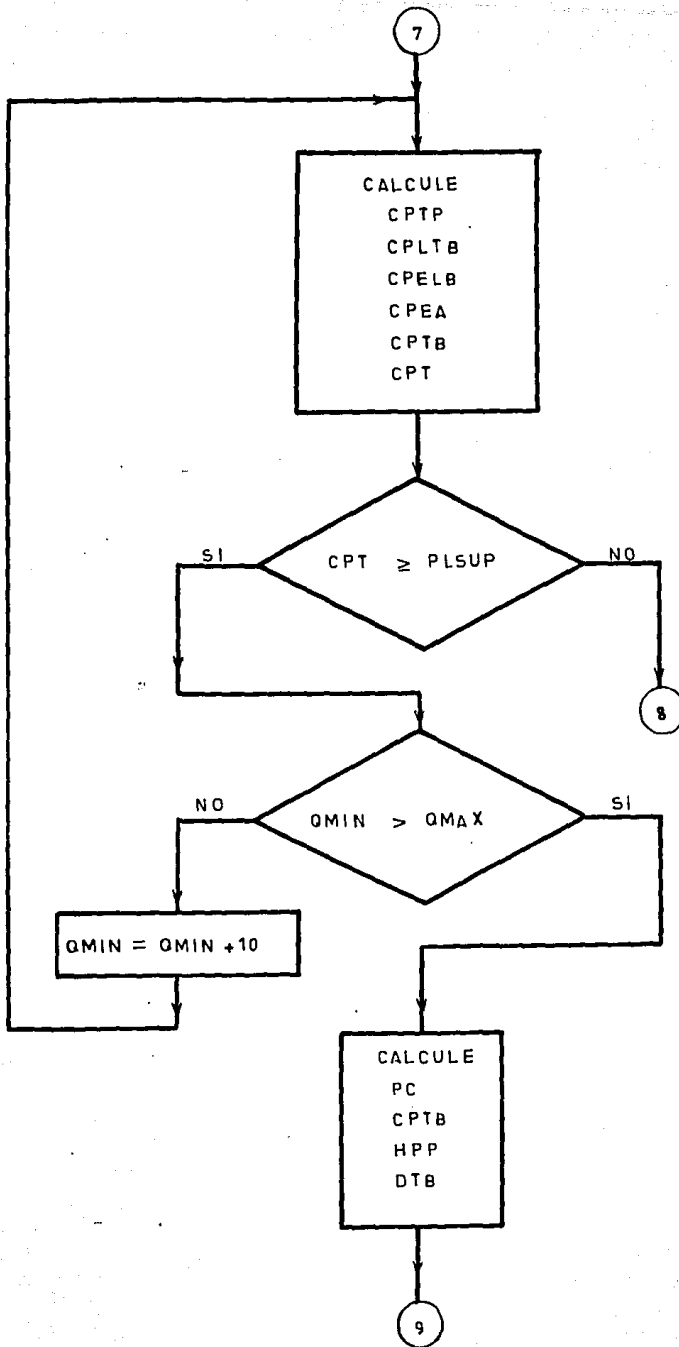 7
CALCULE
CPTP
CPLTB
CPELB
CPEA
CPTB
CPT
SI
CPT ≥ PLSUP
NO
8
NO
QMIN > QMAX
SI
QMIN = QMIN +10
CALCULE
PC
CPTB
HPP
DTB
9